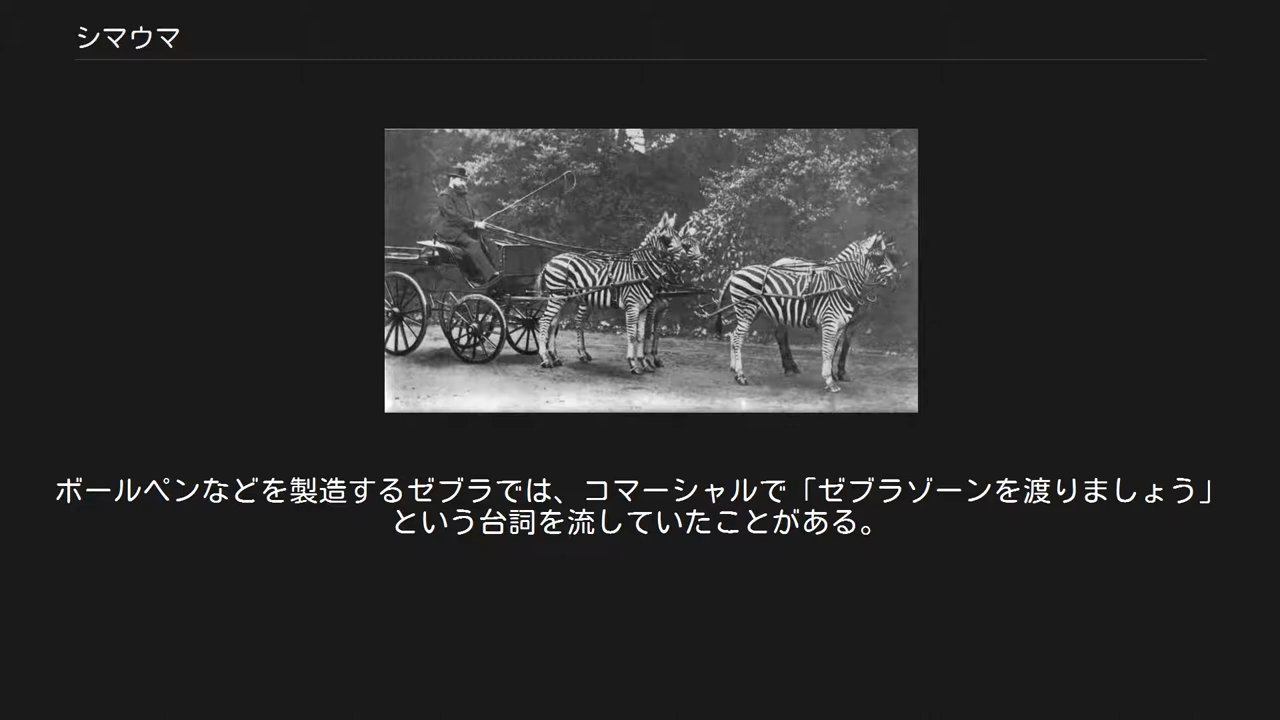 シマウマ
ボールペンなどを製造するゼブラでは、コマーシャルで「ゼブラゾーンを渡りましょう」
という台詞を流していたことがある。